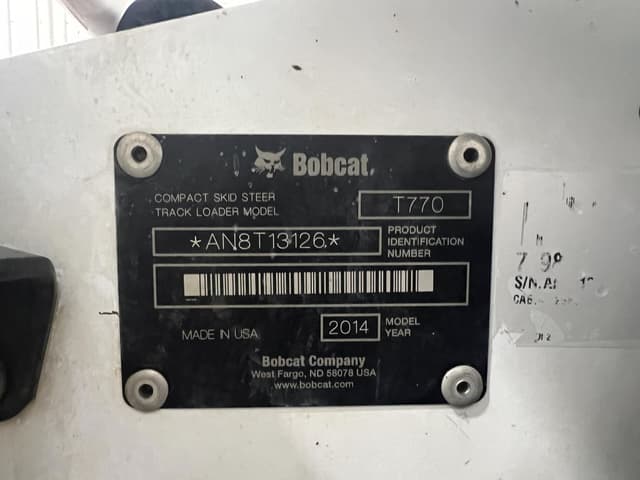 Bobcat.
COMPACT SKID STEER
TRACK LOADER MODEL
T770
*AN8T13126*
PRODUCT
IDENTIFICATION
NUMBER
MADE IN USA
2014
MODEL
YEAR
Bobcat Company
West Fargo, ND 58078 USA
www.bobcat.com
S/N.